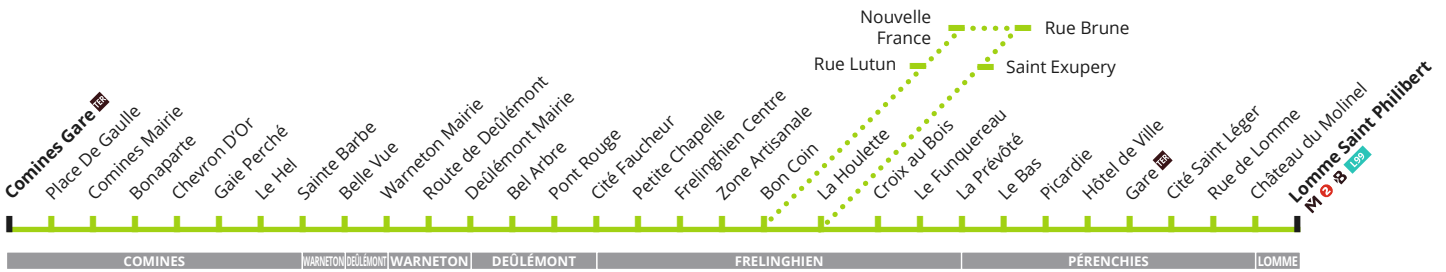 Nouvelle
France
Rue Brune
Rue Lutun
Saint Exupery
Comines Gare TER
Place De Gaulle
Comines Mairie
Bonaparte
Chevron D'Or
Gaie Perché
Le Hel
Sainte Barbe
Belle Vue
Warneton Mairie
Route de Deûlémont
Deûlémont Mairie
Bel Arbre
Pont Rouge
Cité Faucheur
Petite Chapelle
Frelinghien Centre
Zone Artisanale
Bon Coin
La Houlette
Croix au Bois
Le Funquereau
La Prévôté
Le Bas
Picardie
Hôtel de Ville
Gare TER
Cité Saint Léger
Rue de Lomme
Château du Molinel
Lomme Saint Philibert
M 2 L99
COMINES
WARNETON
DEÛLÉMONT
WARNETON
DEÛLÉMONT
FRELINGHIEN
PÉRENCHIES
LOMME